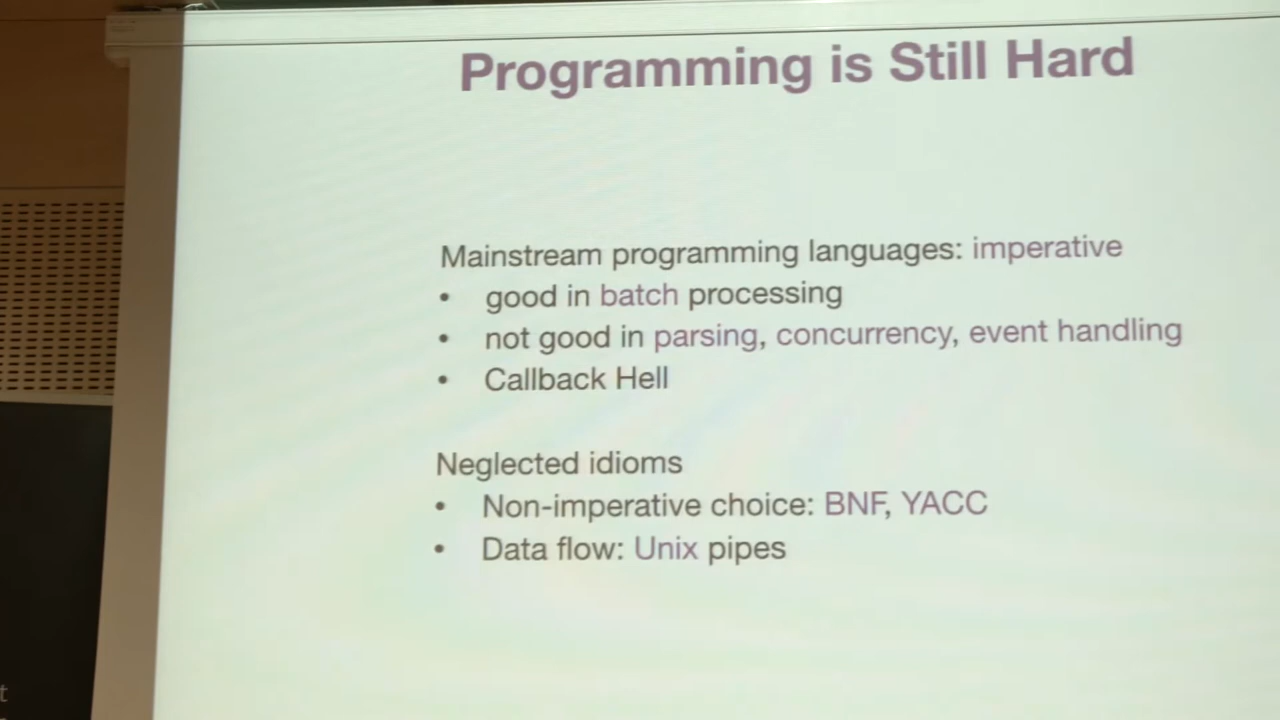 Programming is Still Hard
Mainstream programming languages: imperative
• good in batch processing
• not good in parsing, concurrency, event handling
• Callback Hell
Neglected idioms
• Non-imperative choice: BNF, YACC
• Data flow: Unix pipes
t